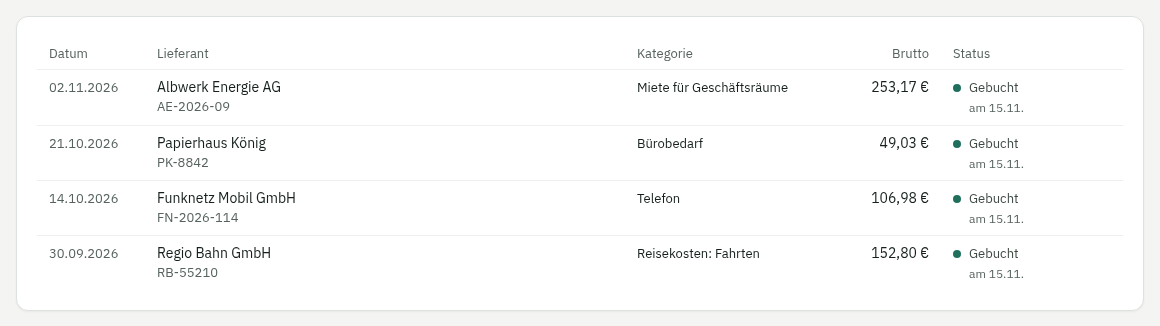 Datum Lieferant Kategorie Brutto Status
02.11.2026 Albwerk Energie AG Miete für Geschäftsräume 253,17 € Gebucht
AE-2026-09 am 15.11.
21.10.2026 Papierhaus König Bürobedarf 49,03 € Gebucht
PK-8842 am 15.11.
14.10.2026 Funknetz Mobil GmbH Telefon 106,98 € Gebucht
FN-2026-114 am 15.11.
30.09.2026 Regio Bahn GmbH Reisekosten: Fahrten 152,80 € Gebucht
RB-55210 am 15.11.